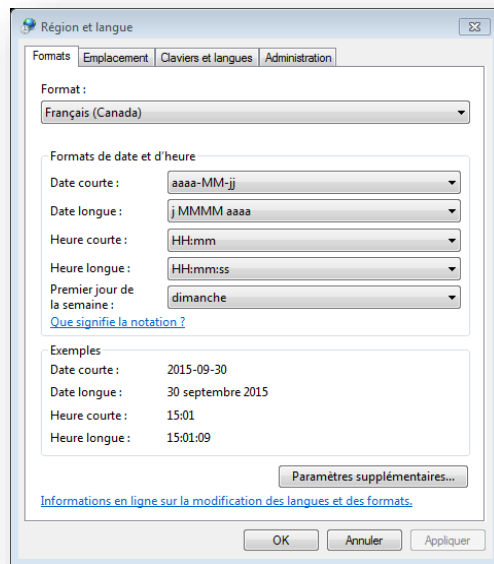 Région et langue
Formats Emplacement Claviers et langues Administration
Format :
Français (Canada)
Formats de date et d'heure
Date courte : aaaa-MM-jj
Date longue : j MMMM aaaa
Heure courte : HH:mm
Heure longue : HH:mm:ss
Premier jour de
la semaine : dimanche
Que signifie la notation ?
Exemples
Date courte : 2015-09-30
Date longue : 30 septembre 2015
Heure courte : 15:01
Heure longue : 15:01:09
Paramètres supplémentaires...
Informations en ligne sur la modification des langues et des formats.
OK Annuler Appliquer